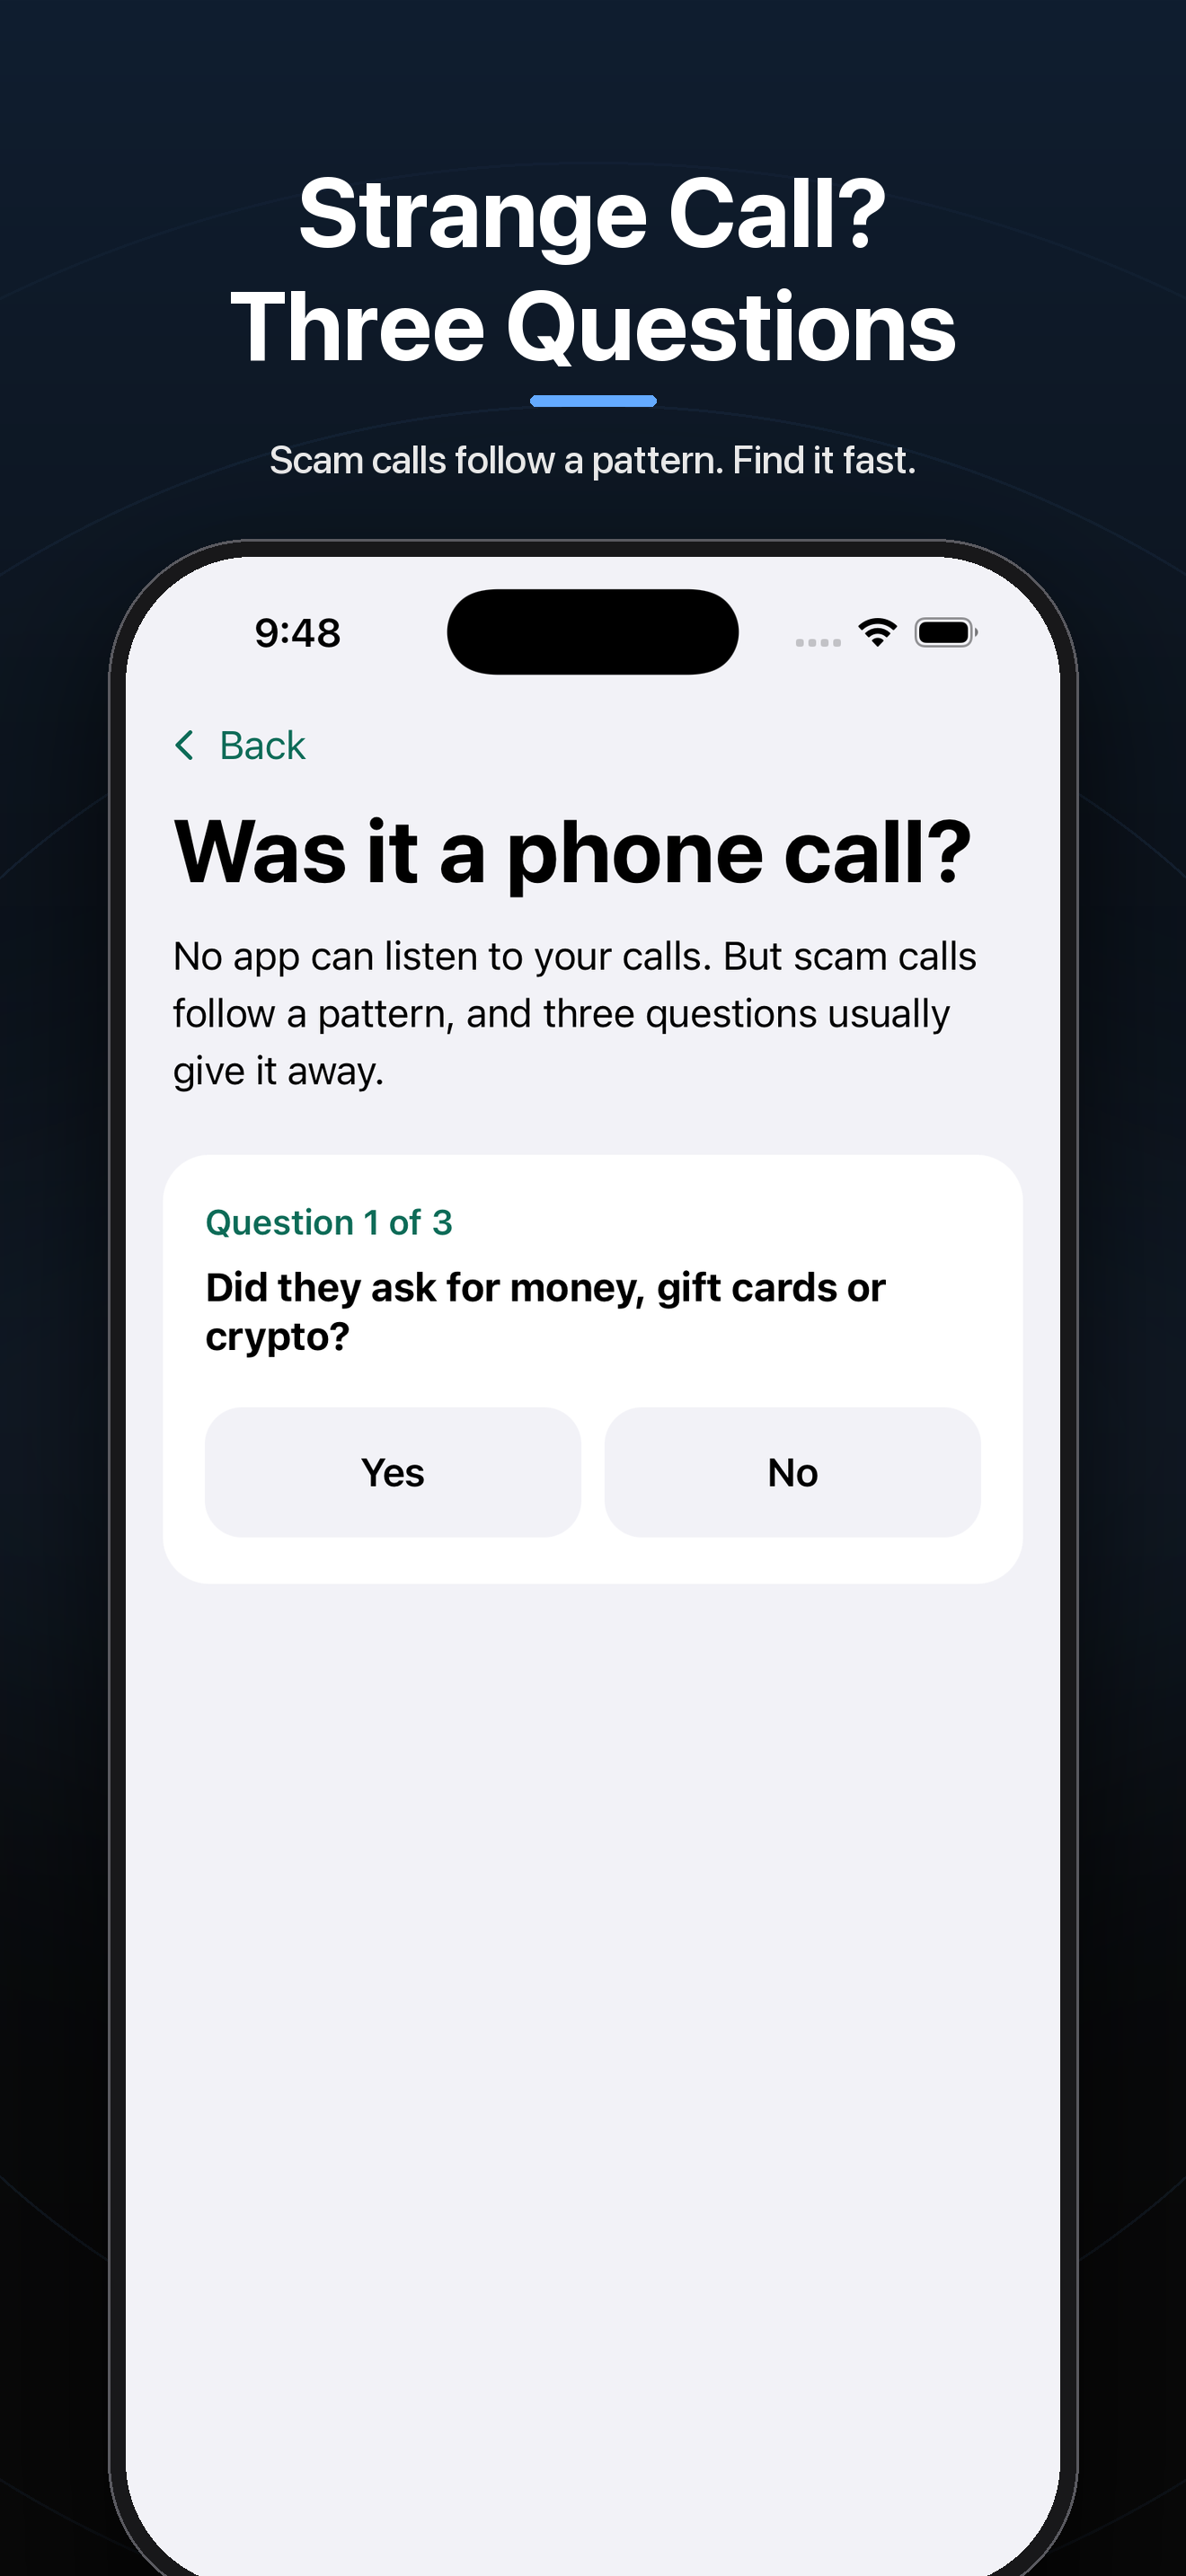 Strange Call?
Three Questions
Scam calls follow a pattern. Find it fast.
9:48
Back
Was it a phone call?
No app can listen to your calls. But scam calls
follow a pattern, and three questions usually
give it away.
Question 1 of 3
Did they ask for money, gift cards or
crypto?
Yes
No